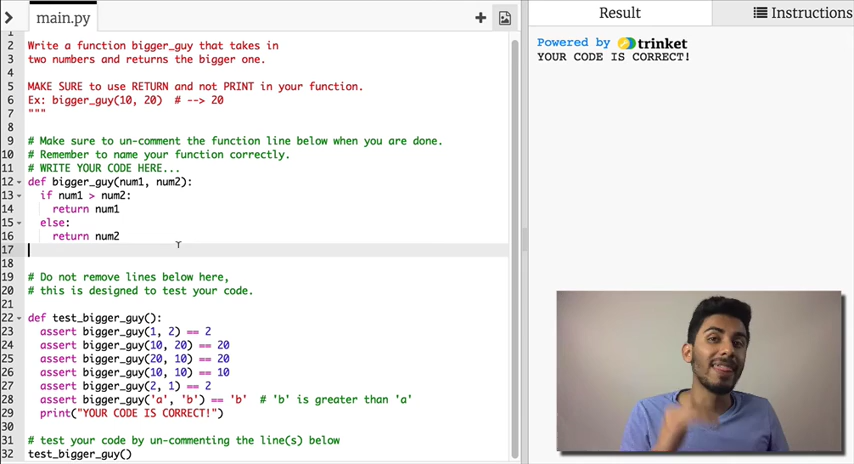 main.py
Result
Instructions
Powered by trinket
YOUR CODE IS CORRECT!
1
2 Write a function bigger_guy that takes in
3 two numbers and returns the bigger one.
4
5 MAKE SURE to use RETURN and not PRINT in your function.
6 Ex: bigger_guy(10, 20)  # --> 20
7 """
8
9 # Make sure to un-comment the function line below when you are done.
10 # Remember to name your function correctly.
11 # WRITE YOUR CODE HERE...
12 def bigger_guy(num1, num2):
13   if num1 > num2:
14     return num1
15   else:
16     return num2
17
18
19 # Do not remove lines below here,
20 # this is designed to test your code.
21
22 def test_bigger_guy():
23   assert bigger_guy(1, 2) == 2
24   assert bigger_guy(10, 20) == 20
25   assert bigger_guy(20, 10) == 20
26   assert bigger_guy(10, 10) == 10
27   assert bigger_guy(2, 1) == 2
28   assert bigger_guy('a', 'b') == 'b'  # 'b' is greater than 'a'
29   print("YOUR CODE IS CORRECT!")
30
31 # test your code by un-commenting the line(s) below
32 test_bigger_guy()